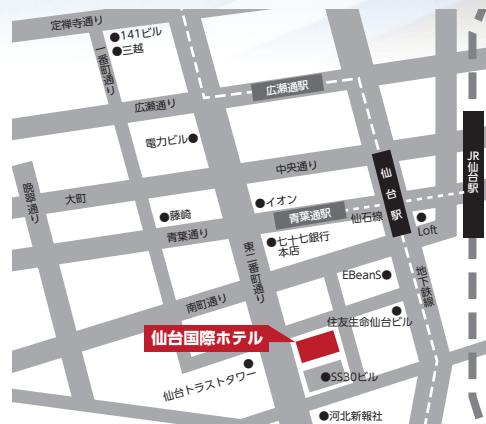 定禅寺通り
●141ビル
●三越
一番町通り
広瀬通駅
広瀬通り
電力ビル●
中央通り
仙台駅
JR仙台駅
晩翠通り
大町
●イオン
●藤崎
青葉通駅
仙石線
●
Loft
青葉通り
東二番町通り
●七十七銀行
本店
EBeanS●
地下鉄線
南町通り
住友生命仙台ビル
仙台国際ホテル
仙台トラストタワー
●SS30ビル
●河北新報社